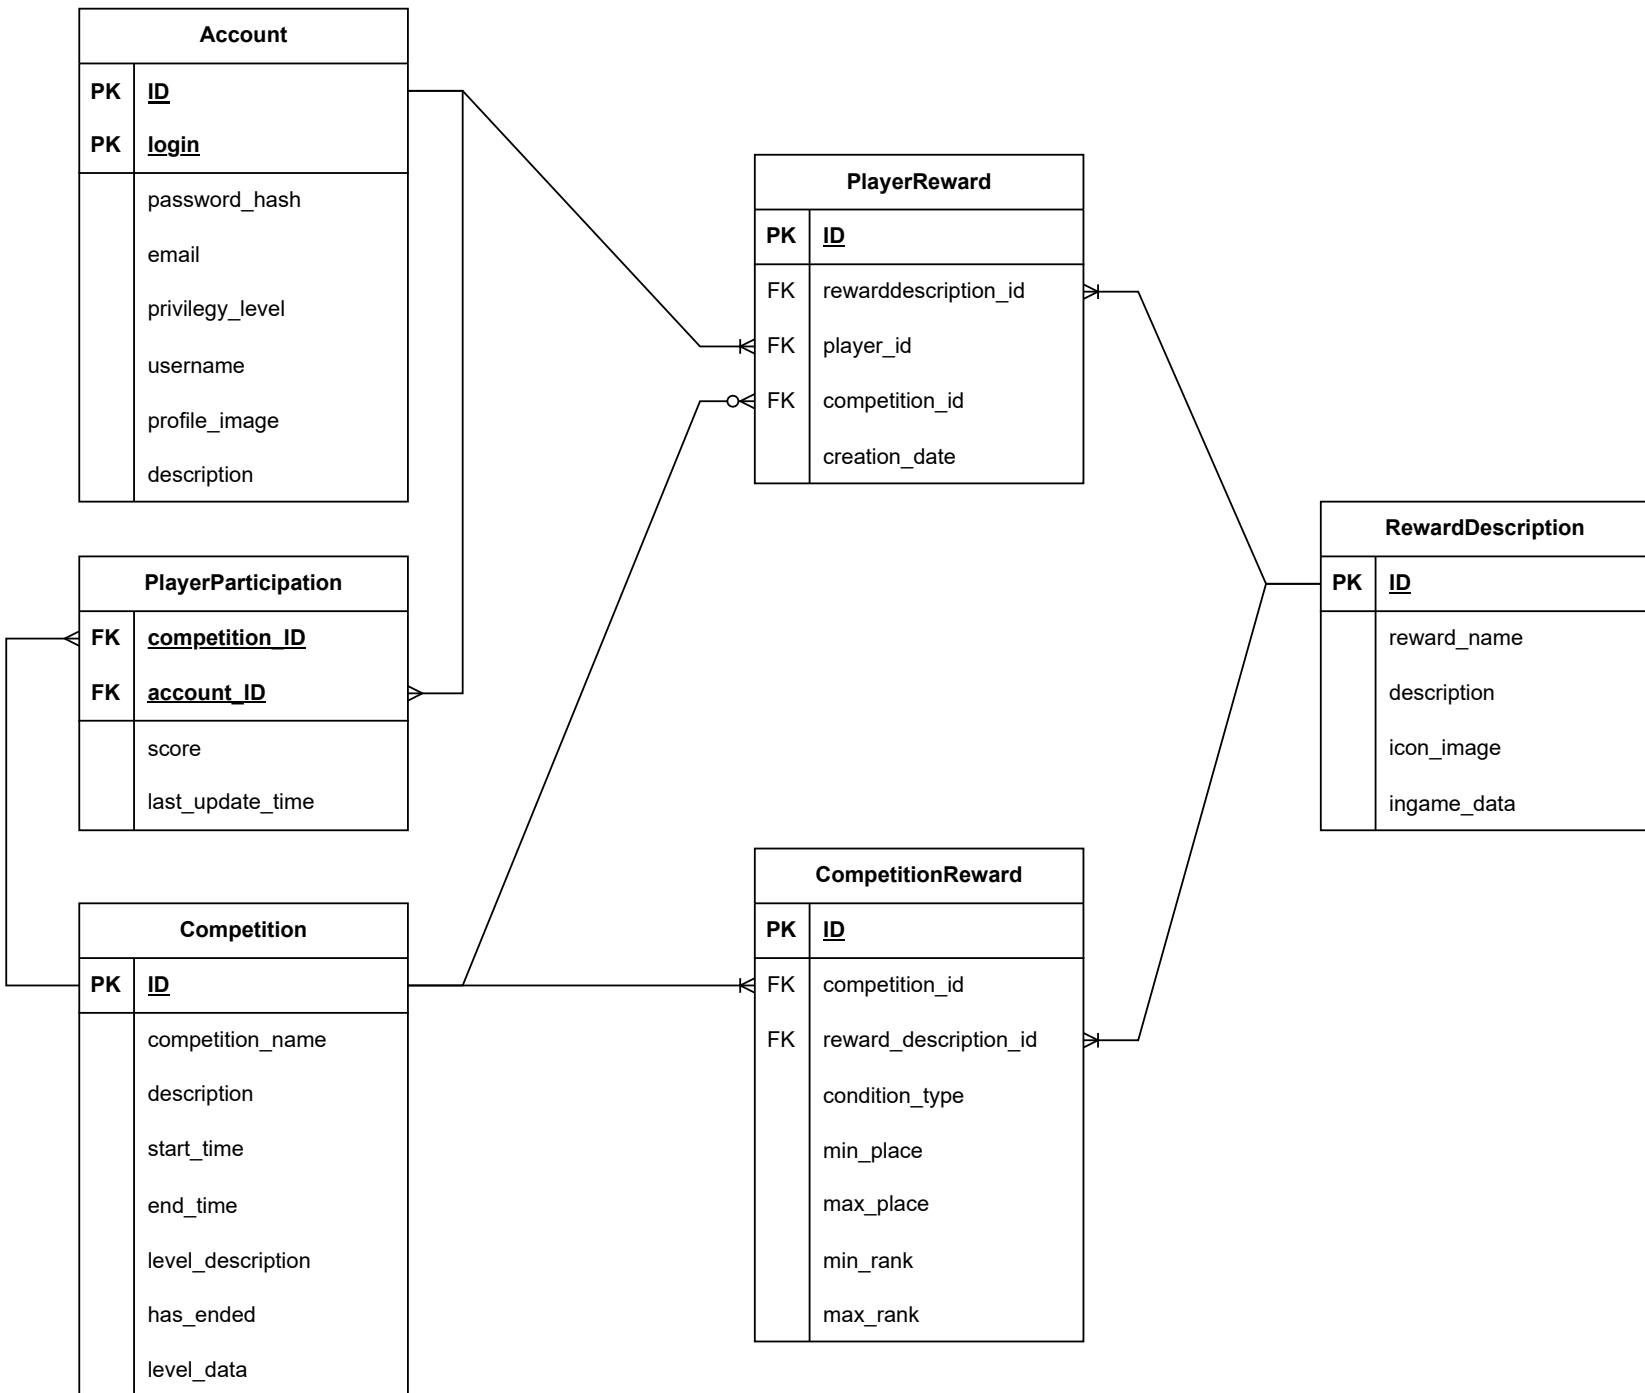 Account
PK ID
PK login
password_hash
email
privilegy_level
username
profile_image
description
PlayerParticipation
FK competition_ID
FK account_ID
score
last_update_time
Competition
PK ID
competition_name
description
start_time
end_time
level_description
has_ended
level_data
PlayerReward
PK ID
FK rewarddescription_id
FK player_id
FK competition_id
creation_date
CompetitionReward
PK ID
FK competition_id
FK reward_description_id
condition_type
min_place
max_place
min_rank
max_rank
RewardDescription
PK ID
reward_name
description
icon_image
ingame_data